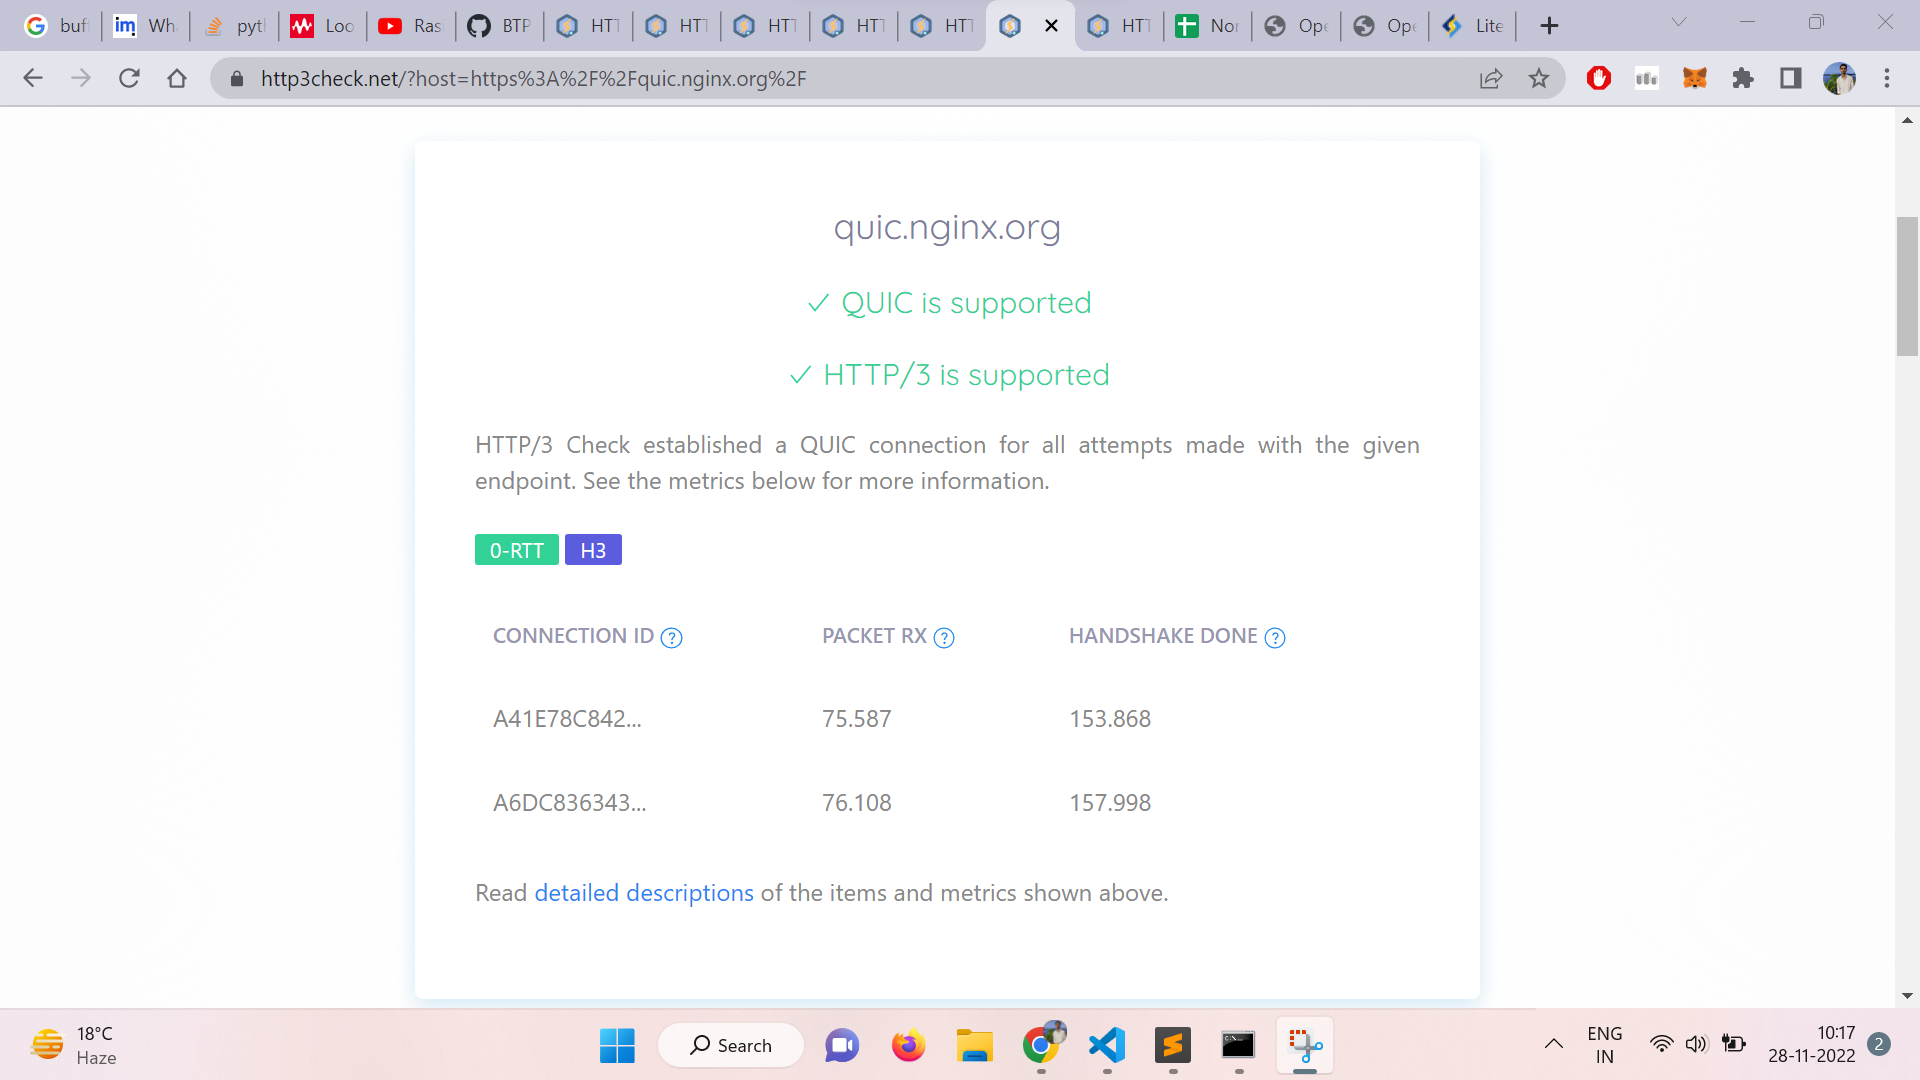 buf
Wh
pyt
Loo
Ras
BTP
HT
HT
HT
HT
HT
HT
Nor
Ope
Ope
Lite
http3check.net/?host=https%3A%2F%2Fquic.nginx.org%2F
quic.nginx.org
✓ QUIC is supported
✓ HTTP/3 is supported
HTTP/3 Check established a QUIC connection for all attempts made with the given
endpoint. See the metrics below for more information.
0-RTT H3
CONNECTION ID ? PACKET RX ? HANDSHAKE DONE ?
A41E78C842... 75.587 153.868
A6DC836343... 76.108 157.998
Read detailed descriptions of the items and metrics shown above.
18°C
Haze
Search
ENG
IN
10:17
28-11-2022
2